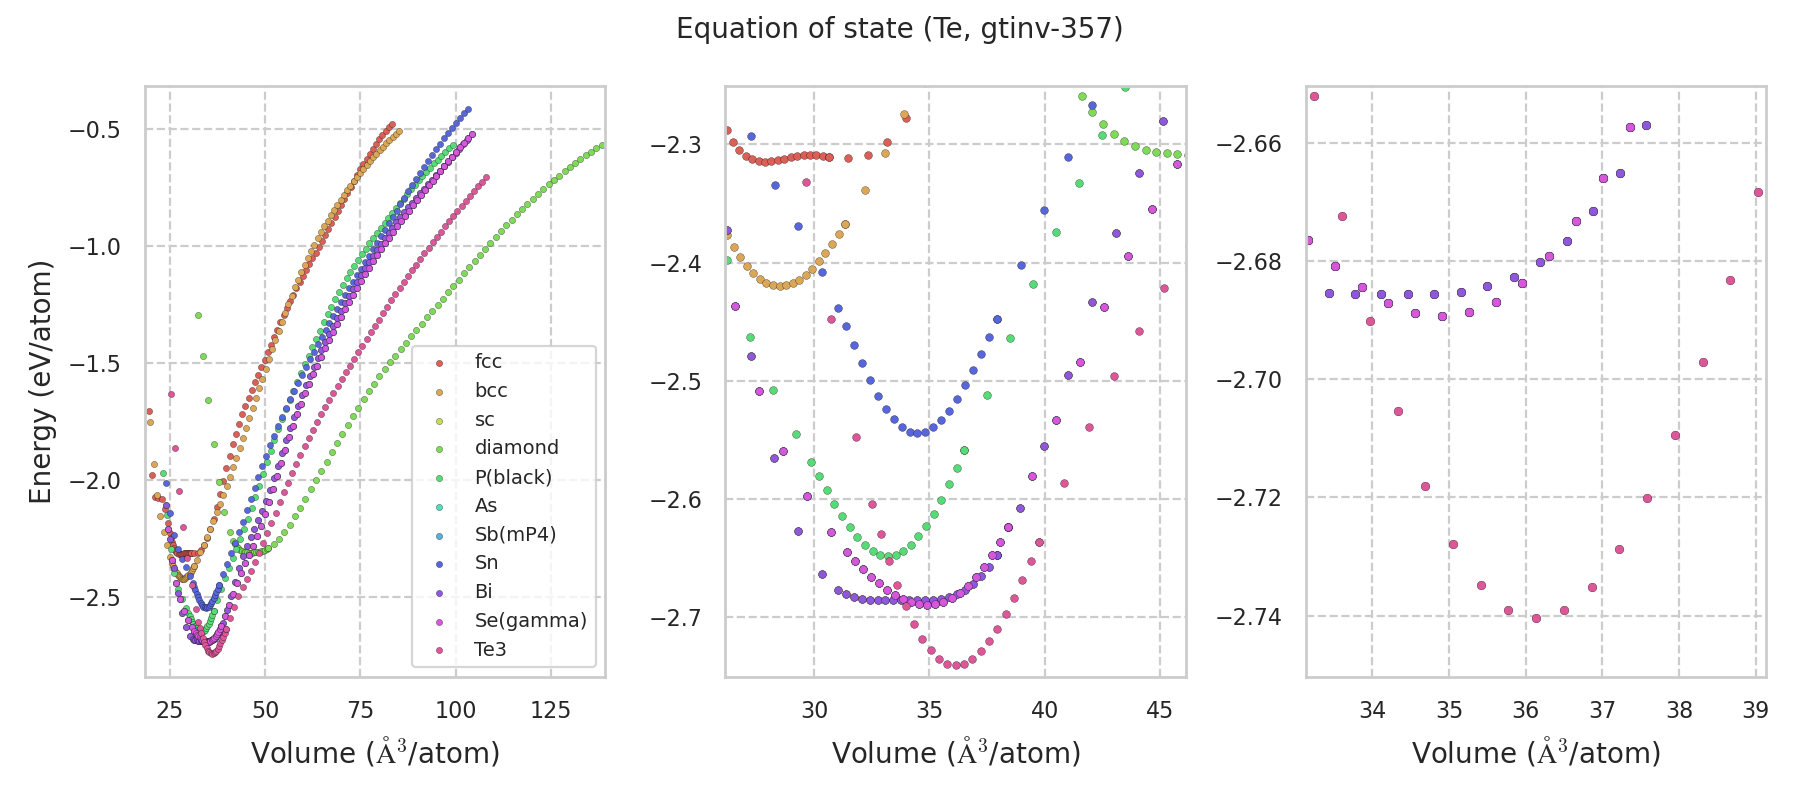 Equation of state (Te, gtinv-357)
Energy (eV/atom)
−0.5
−1.0
−1.5
−2.0
−2.5
25 50 75 100 125
Volume (Å³/atom)
fcc
bcc
sc
diamond
P(black)
As
Sb(mP4)
Sn
Bi
Se(gamma)
Te3
−2.3
−2.4
−2.5
−2.6
−2.7
30 35 40 45
Volume (Å³/atom)
−2.66
−2.68
−2.70
−2.72
−2.74
34 35 36 37 38 39
Volume (Å³/atom)